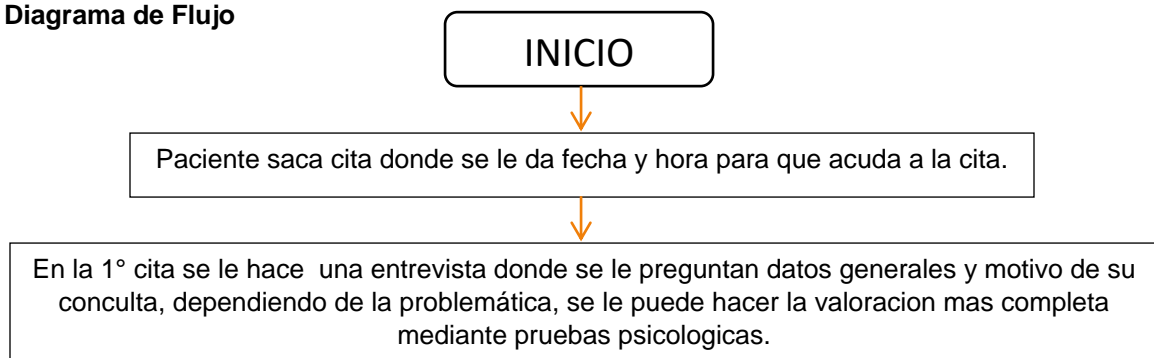 Diagrama de Flujo
INICIO
Paciente saca cita donde se le da fecha y hora para que acuda a la cita.
En la 1° cita se le hace  una entrevista donde se le preguntan datos generales y motivo de su
conculta, dependiendo de la problemática, se le puede hacer la valoracion mas completa
mediante pruebas psicologicas.